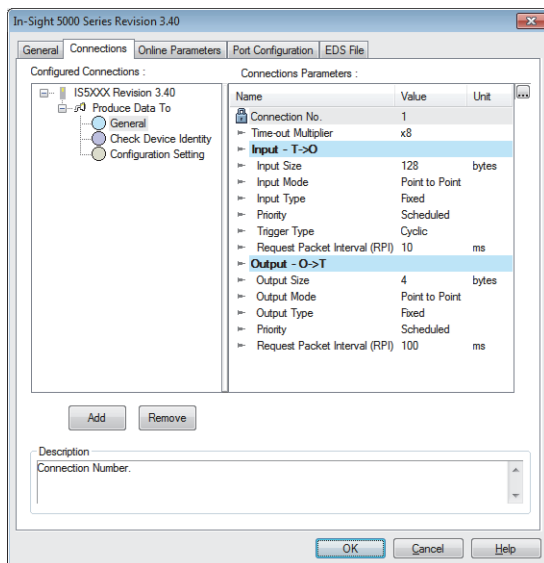 In-Sight 5000 Series Revision 3.40
General Connections Online Parameters Port Configuration EDS File
Configured Connections :
IS5XXX Revision 3.40
Produce Data To
General
Check Device Identity
Configuration Setting
Connections Parameters :
Name Value Unit
Connection No. 1
Time-out Multiplier x8
Input - T->O
Input Size 128 bytes
Input Mode Point to Point
Input Type Fixed
Priority Scheduled
Trigger Type Cyclic
Request Packet Interval (RPI) 10 ms
Output - O->T
Output Size 4 bytes
Output Mode Point to Point
Output Type Fixed
Priority Scheduled
Request Packet Interval (RPI) 100 ms
Add Remove
Description
Connection Number.
OK Cancel Help